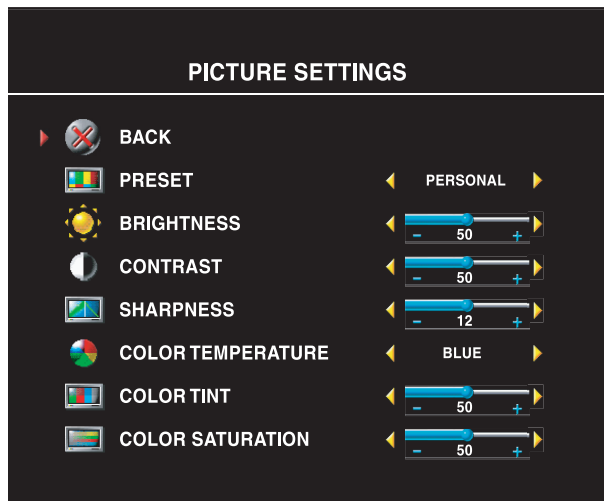 PICTURE SETTINGS
BACK
PRESET PERSONAL
BRIGHTNESS
- 50 +
CONTRAST
- 50 +
SHARPNESS
- 12 +
COLOR TEMPERATURE BLUE
COLOR TINT
- 50 +
COLOR SATURATION
- 50 +